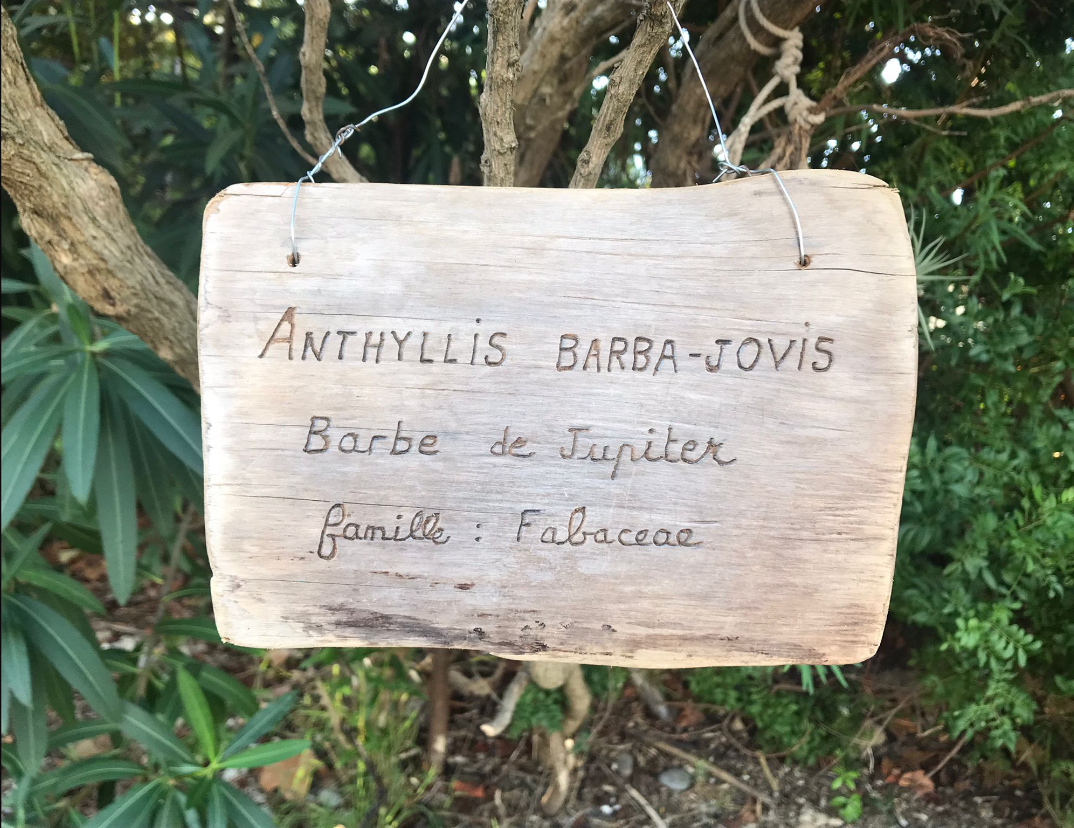 ANTHYLLIS BARBA-JOVIS
Barbe de Jupiter
famille : Fabaceae